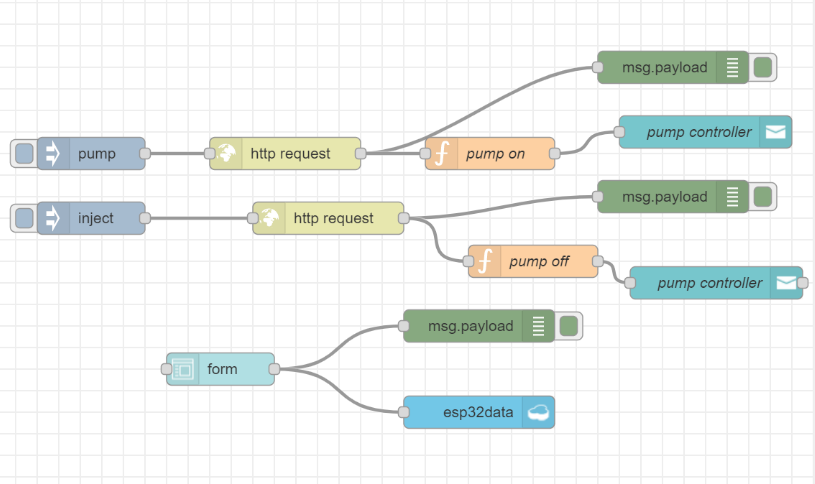 msg.payload
pump controller
pump
http request
pump on
msg.payload
inject
http request
pump off
pump controller
msg.payload
form
esp32data